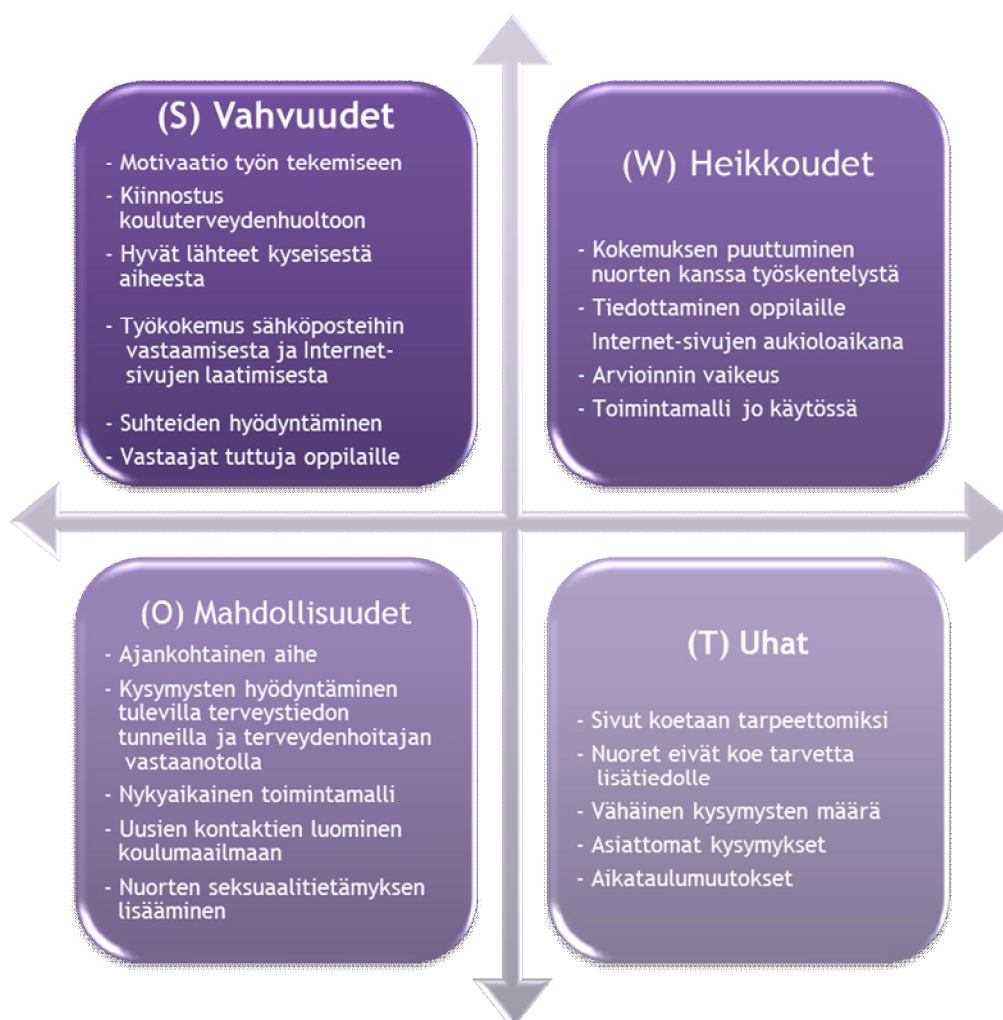 (S) Vahvuudet
- Motivaatio työn tekemiseen
- Kiinnostus
kouluterveydenhuoltoon
- Hyvät lähteet kyseisestä
aiheesta
- Työkokemus sähköposteihin
vastaamisesta ja Internet-
sivujen laatimisesta
- Suhteiden hyödyntäminen
- Vastaajat tuttuja oppilaille
(W) Heikkoudet
- Kokemuksen puuttuminen
nuorten kanssa työskentelystä
- Tiedottaminen oppilaille
Internet-sivujen aukioloaikana
- Arvioinnin vaikeus
- Toimintamalli jo käytössä
(O) Mahdollisuudet
- Ajankohtainen aihe
- Kysymysten hyödyntäminen
tulevilla terveystiedon
tunneilla ja terveydenhoitajan
vastaanotolla
- Nykyaikainen toimintamalli
- Uusien kontaktien luominen
koulumaailmaan
- Nuorten seksuaalitietämyksen
lisääminen
(T) Uhat
- Sivut koetaan tarpeettomiksi
- Nuoret eivät koe tarvetta
lisätiedolle
- Vähäinen kysymysten määrä
- Asiattomat kysymykset
- Aikataulumuutokset